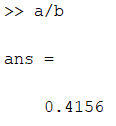 >> a/b
ans =
0.4156